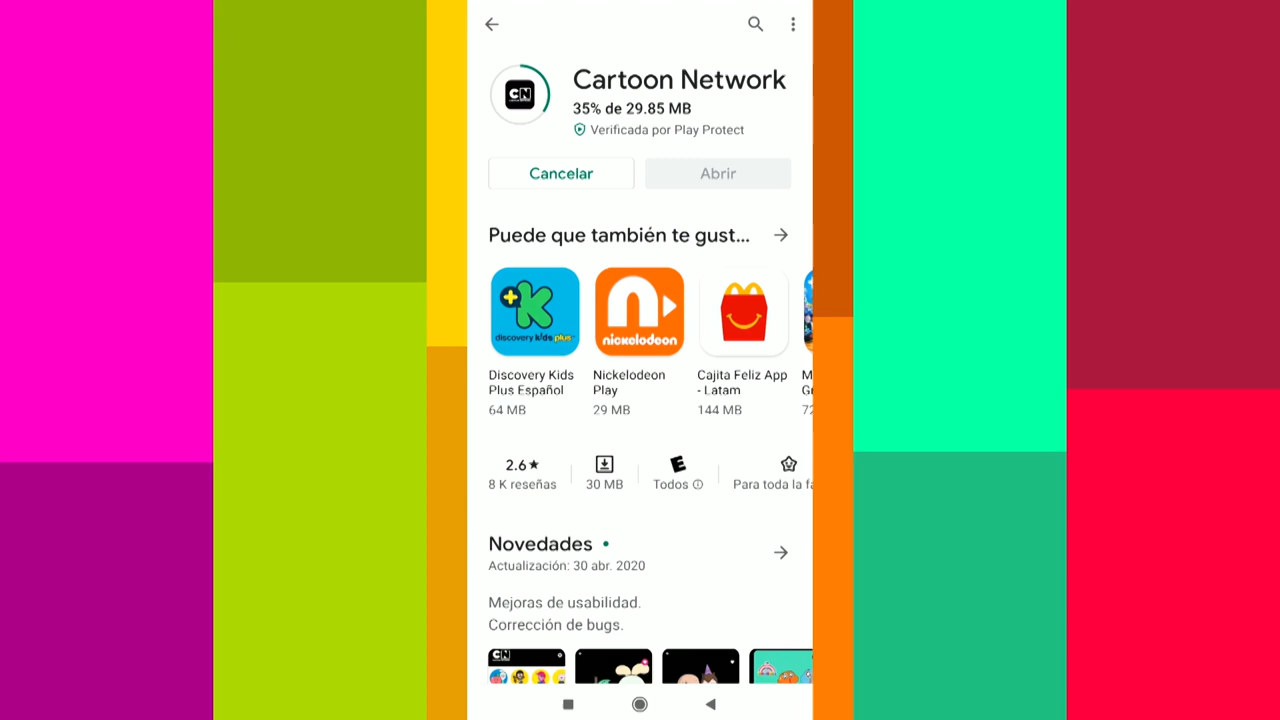 Cartoon Network
35% de 29.85 MB
Verificada por Play Protect
Cancelar
Abrir
Puede que también te gust...
discovery kids plus
nickelodeon
Discovery Kids
Plus Español
64 MB
Nickelodeon
Play
29 MB
Cajita Feliz App
- Latam
144 MB
M
G
72
2.6★
8 K reseñas
30 MB
E
Todos
Para toda la fa
Novedades •
Actualización: 30 abr. 2020
Mejoras de usabilidad.
Corrección de bugs.
CN